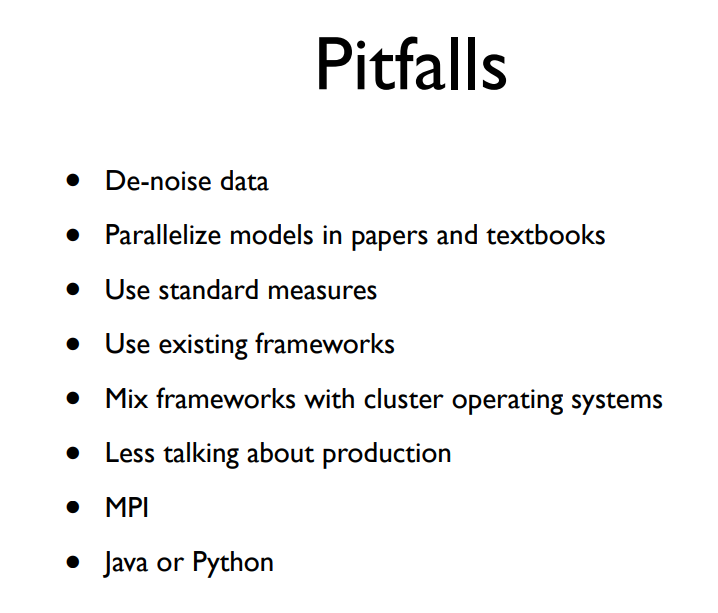 Pitfalls
• De-noise data
• Parallelize models in papers and textbooks
• Use standard measures
• Use existing frameworks
• Mix frameworks with cluster operating systems
• Less talking about production
• MPI
• Java or Python